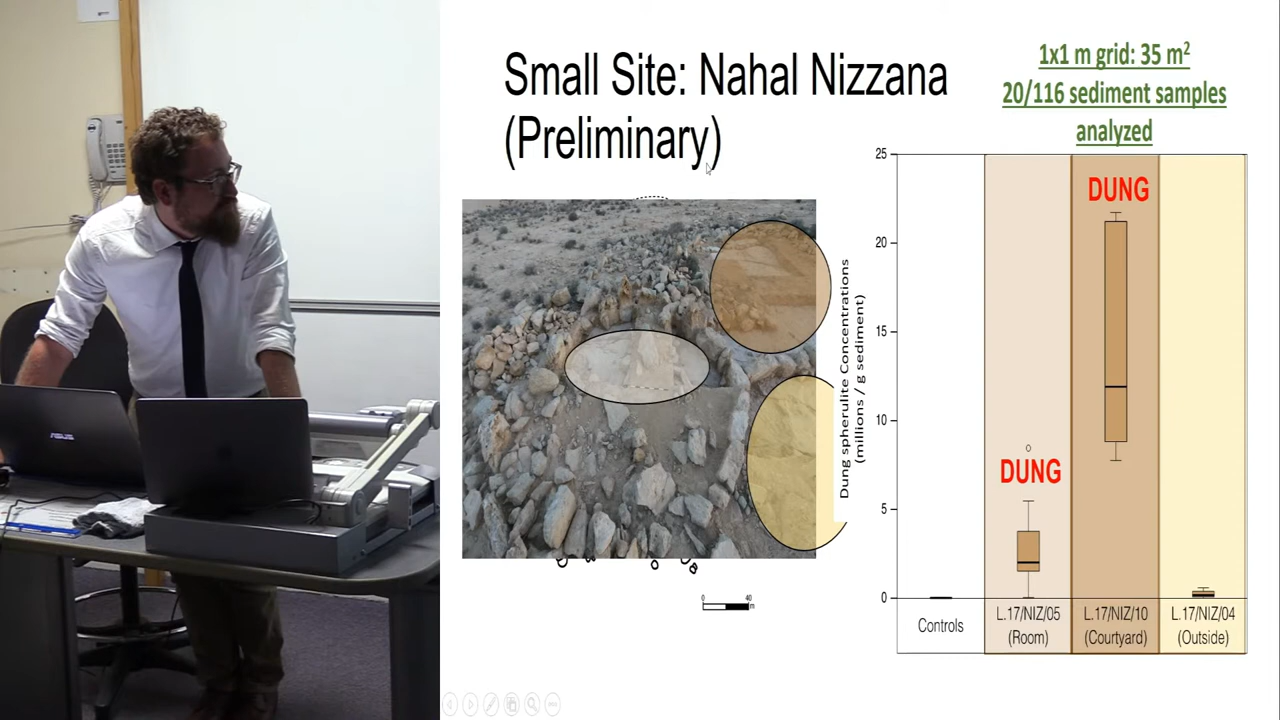 Small Site: Nahal Nizzana
(Preliminary)
1x1 m grid: 35 m²
20/116 sediment samples
analyzed
Dung spherulite Concentrations
(millions / g sediment)
25
20
15
10
5
0
DUNG
DUNG
Controls
L.17/NIZ/05
(Room)
L.17/NIZ/10
(Courtyard)
L.17/NIZ/04
(Outside)
0 40
ASUS